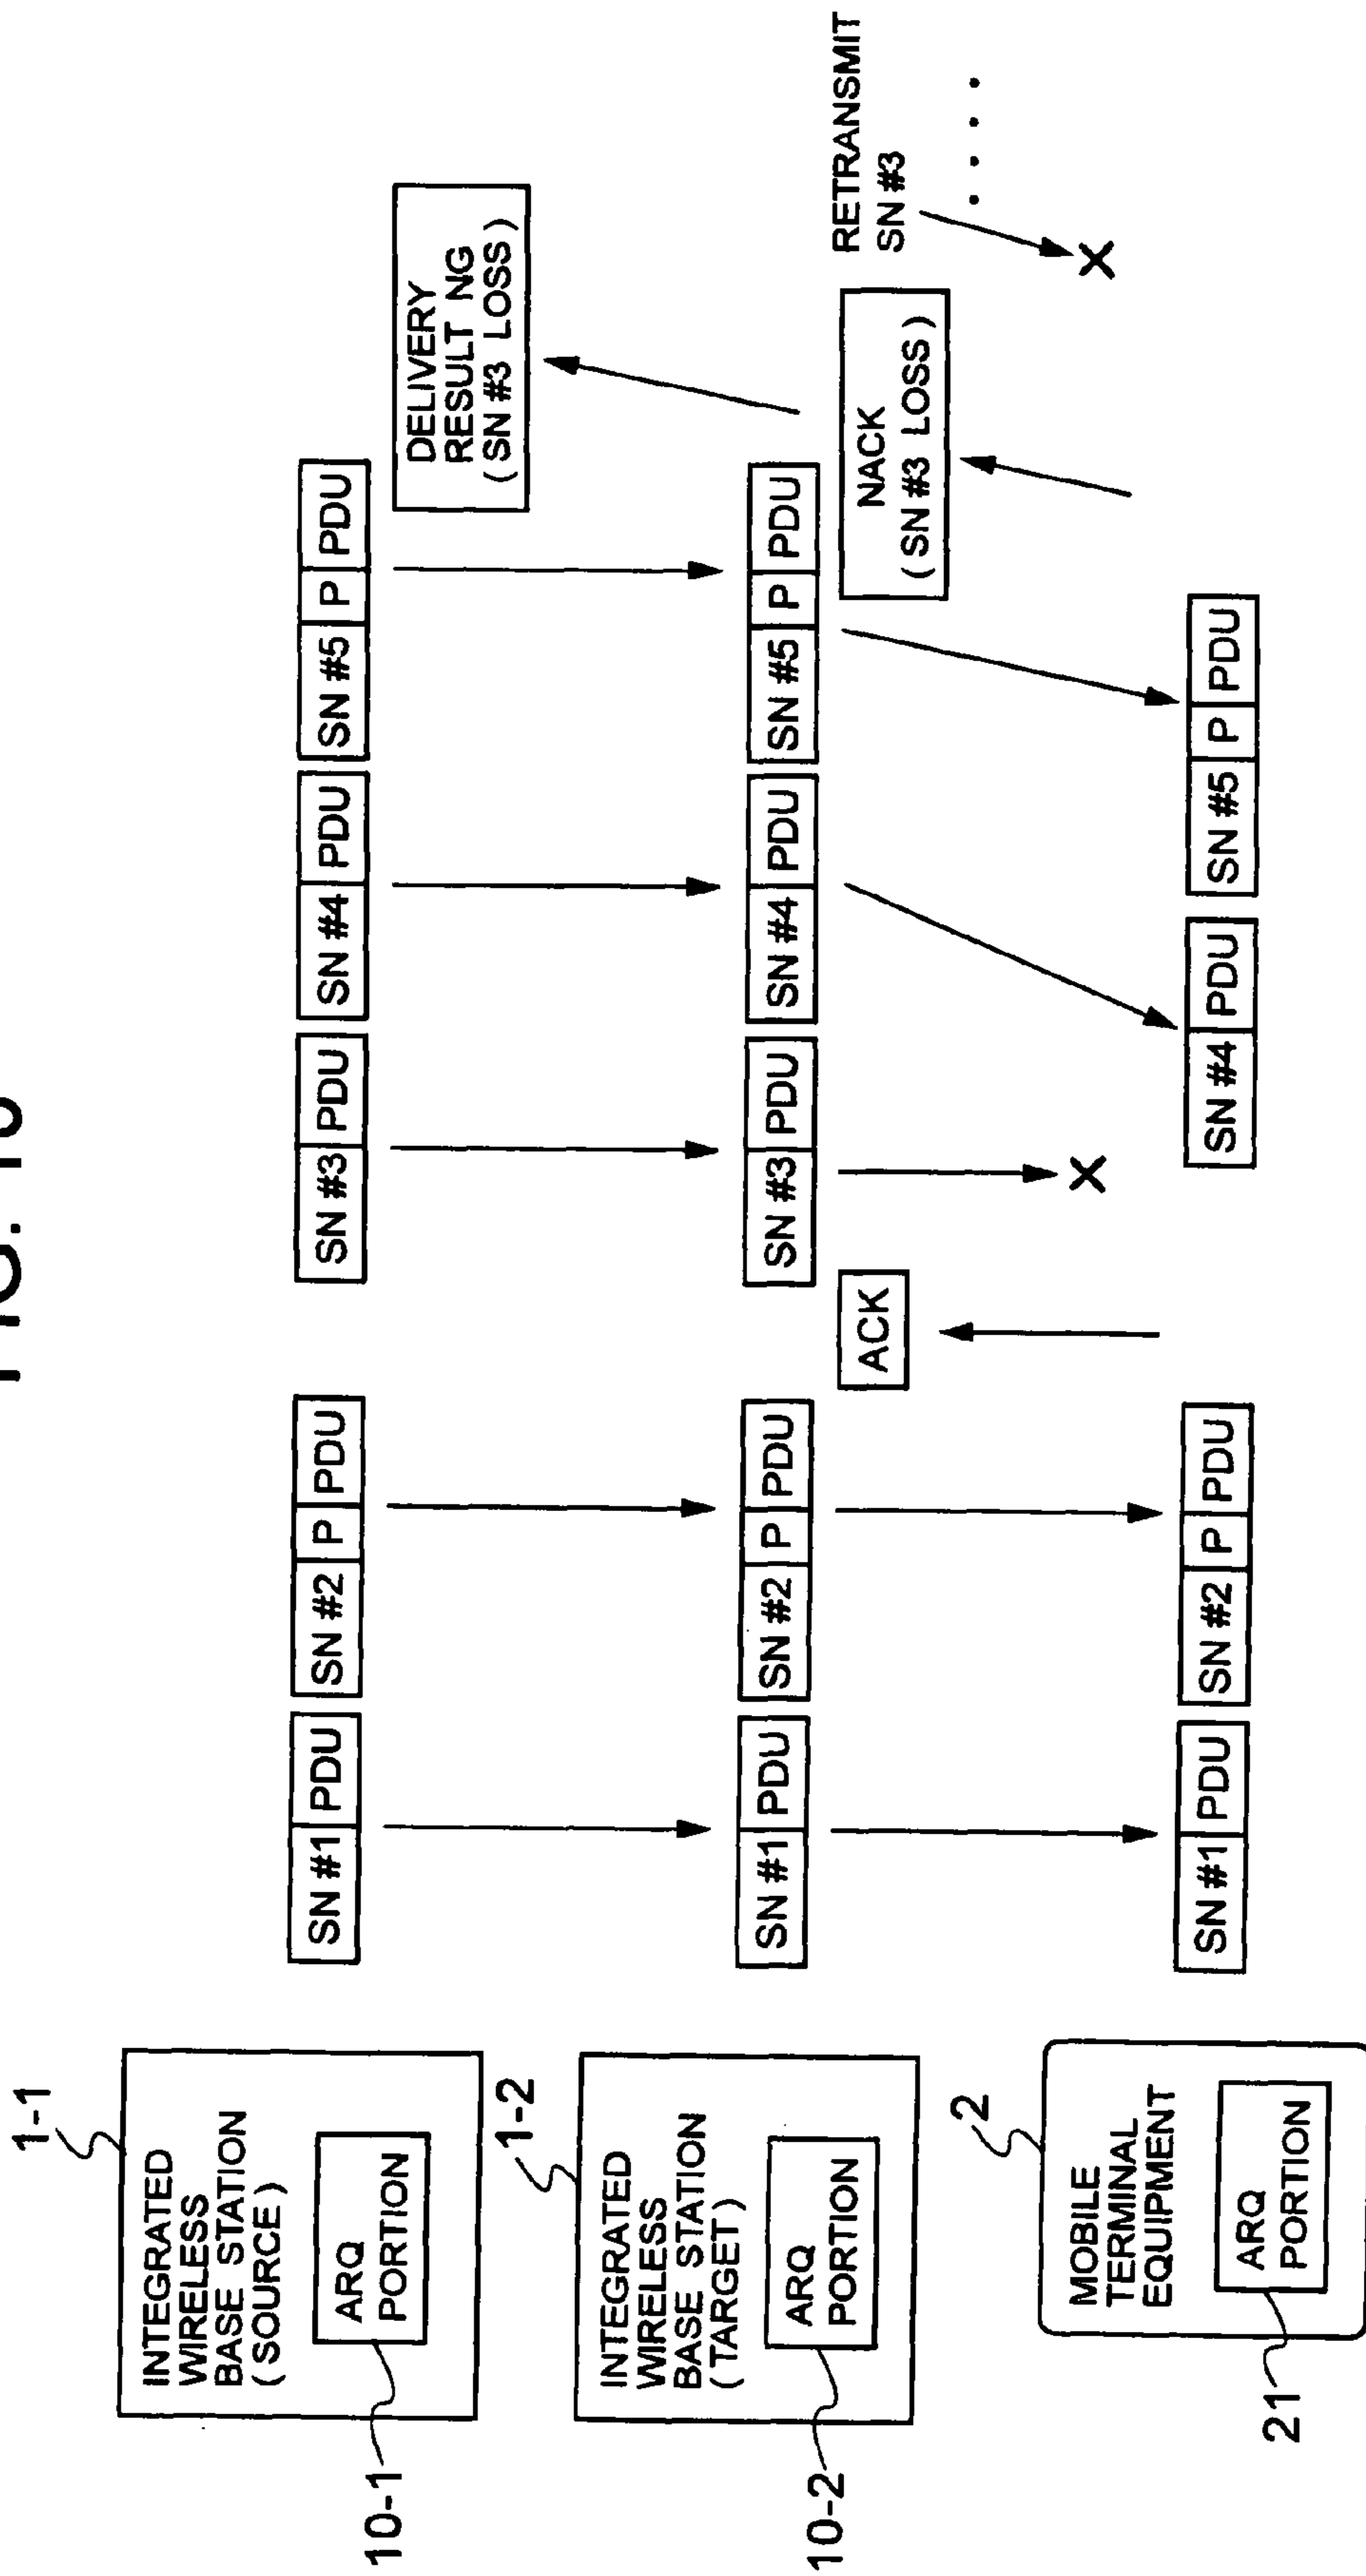 FIG.
1-1
INTEGRATED
WIRELESS
BASE STATION
(SOURCE)
ARQ
PORTION
10-1
SN #1 PDU
SN #2 P PDU
SN #3 PDU
SN #4 PDU
SN #5 P PDU
DELIVERY
RESULT NG
(SN #3 LOSS)
1-2
INTEGRATED
WIRELESS
BASE STATION
(TARGET)
ARQ
PORTION
10-2
SN #1 PDU
SN #2 P PDU
SN #3 PDU
SN #4 PDU
SN #5 P PDU
ACK
NACK
(SN #3 LOSS)
RETRANSMIT
SN #3
2
MOBILE
TERMINAL
EQUIPMENT
ARQ
PORTION
21
SN #1 PDU
SN #2 P PDU
SN #4 PDU
SN #5 P PDU